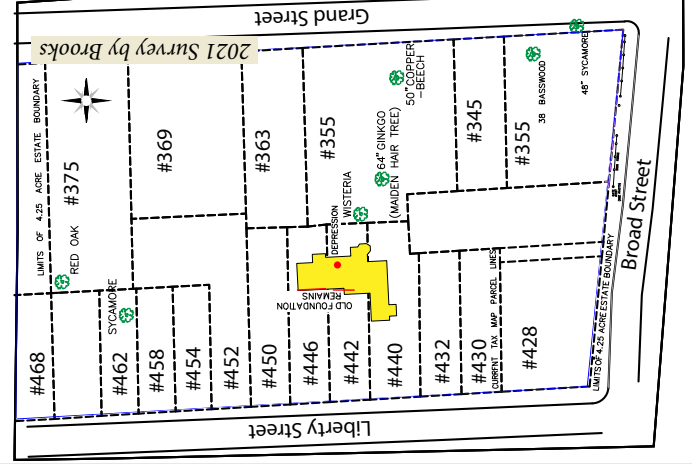 Grand Street
2021 Survey by Brooks
LIMITS OF 4.25 ACRE ESTATE BOUNDARY
#375
#369
#363
#355
50" COPPER
-BEECH
#345
#355
38 BASSWOOD
48" SYCAMORE
64" GINKGO
(MAIDEN HAIR TREE)
WISTERIA
DEPRESSION
RED OAK
SYCAMORE
OLD FOUNDATION
REMAINS
Broad Street
#468
#462
#458
#454
#452
#450
#446
#442
#440
#432
#430
CURRENT TAX MAP PARCEL LINES
#428
LIMITS OF 4.25 ACRE ESTATE BOUNDARY
Liberty Street